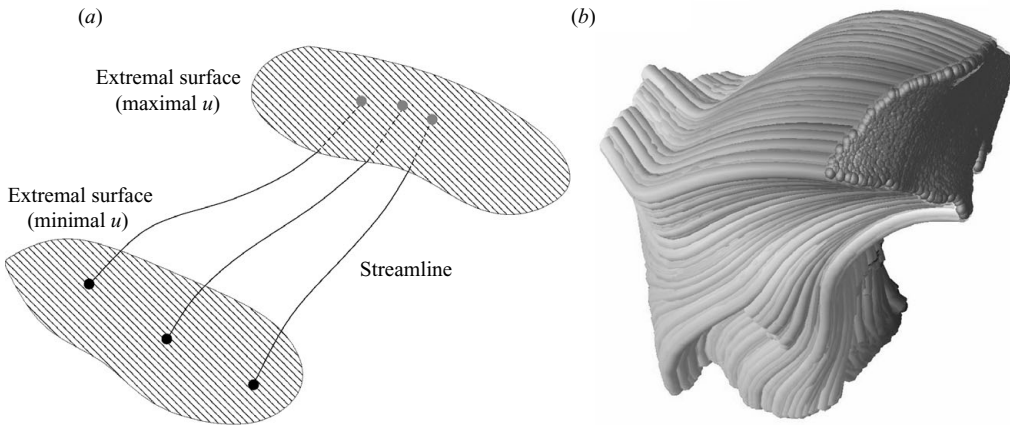 (a)
(b)
Extremal surface
(maximal u)
Extremal surface
(minimal u)
Streamline